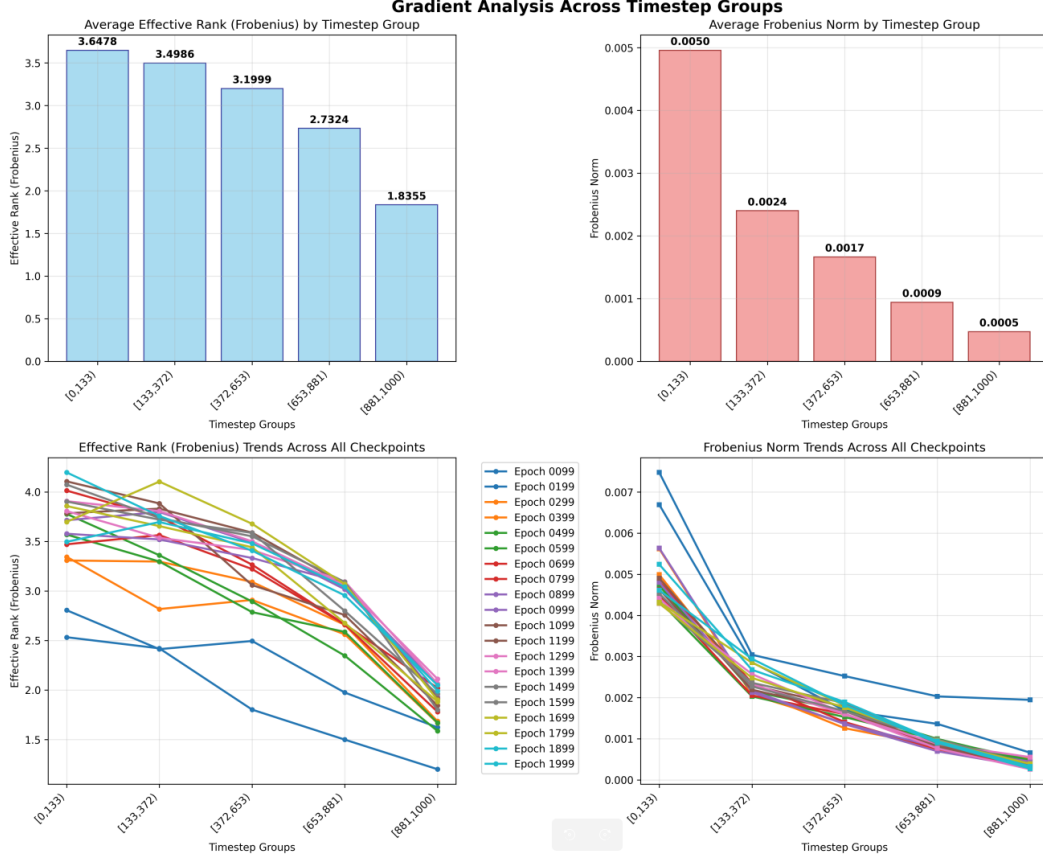 Gradient Analysis Across Timestep Groups
Average Effective Rank (Frobenius) by Timestep Group
3.6478
3.4986
3.1999
2.7324
1.8355
3.5
3.0
2.5
2.0
1.5
1.0
0.5
0.0
Effective Rank (Frobenius)
[0,133)
[133,372)
[372,653)
[653,881)
[881,1000)
Timestep Groups
Average Frobenius Norm by Timestep Group
0.0050
0.0024
0.0017
0.0009
0.0005
0.005
0.004
0.003
0.002
0.001
0.000
Frobenius Norm
[0,133)
[133,372)
[372,653)
[653,881)
[881,1000)
Timestep Groups
Effective Rank (Frobenius) Trends Across All Checkpoints
4.0
3.5
3.0
2.5
2.0
1.5
Effective Rank (Frobenius)
[0,133)
[133,372)
[372,653)
[653,881)
[881,1000)
Timestep Groups
Epoch 0099
Epoch 0199
Epoch 0299
Epoch 0399
Epoch 0499
Epoch 0599
Epoch 0699
Epoch 0799
Epoch 0899
Epoch 0999
Epoch 1099
Epoch 1199
Epoch 1299
Epoch 1399
Epoch 1499
Epoch 1599
Epoch 1699
Epoch 1799
Epoch 1899
Epoch 1999
Frobenius Norm Trends Across All Checkpoints
0.007
0.006
0.005
0.004
0.003
0.002
0.001
0.000
Frobenius Norm
[0,133)
[133,372)
[372,653)
[653,881)
[881,1000)
Timestep Groups